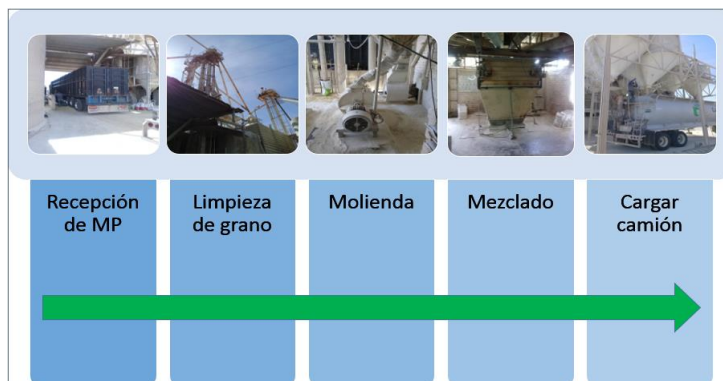 Recepción
de MP
Limpieza
de grano
Molienda
Mezclado
Cargar
camión